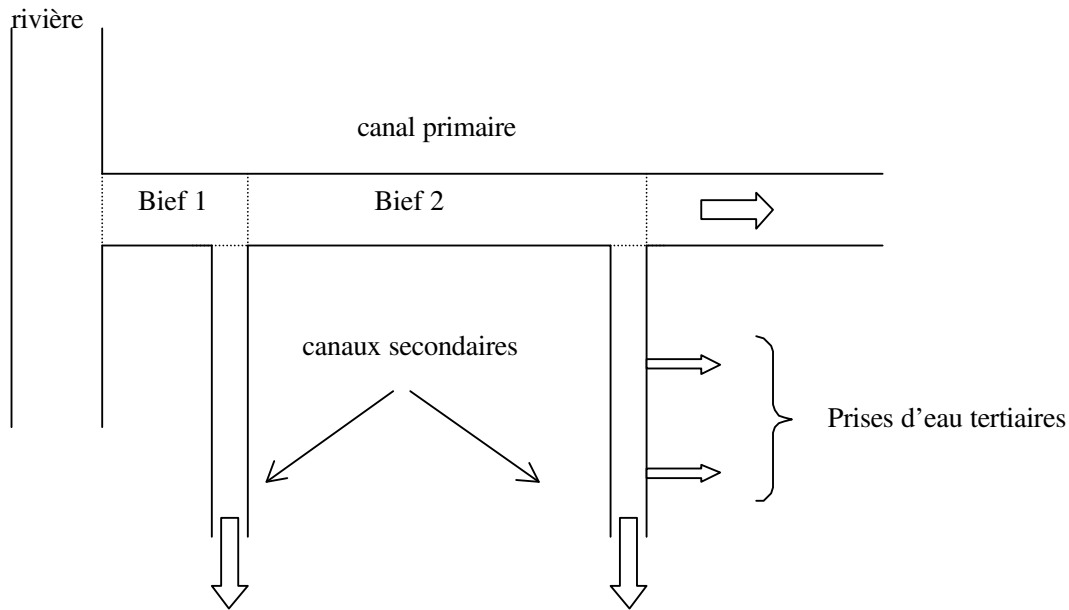 rivière
canal primaire
Bief 1
Bief 2
canaux secondaires
Prises d'eau tertiaires